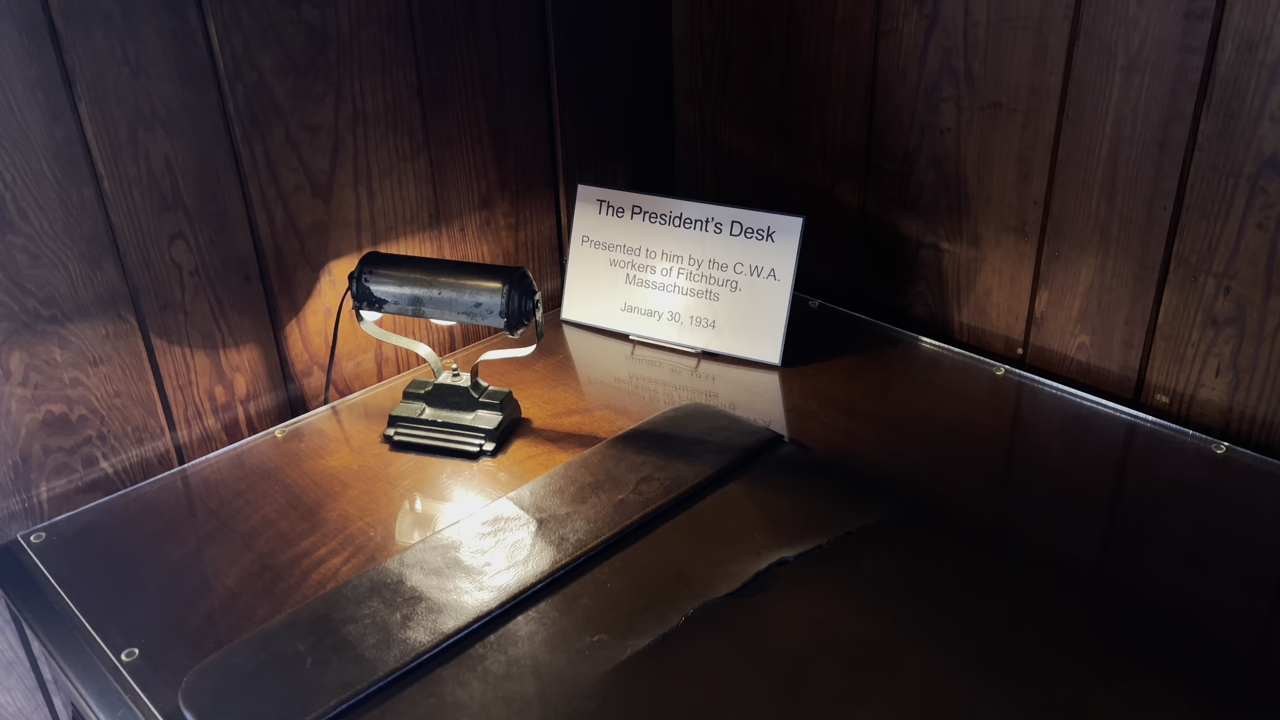 The President's Desk
Presented to him by the C.W.A.
workers of Fitchburg,
Massachusetts
January 30, 1934